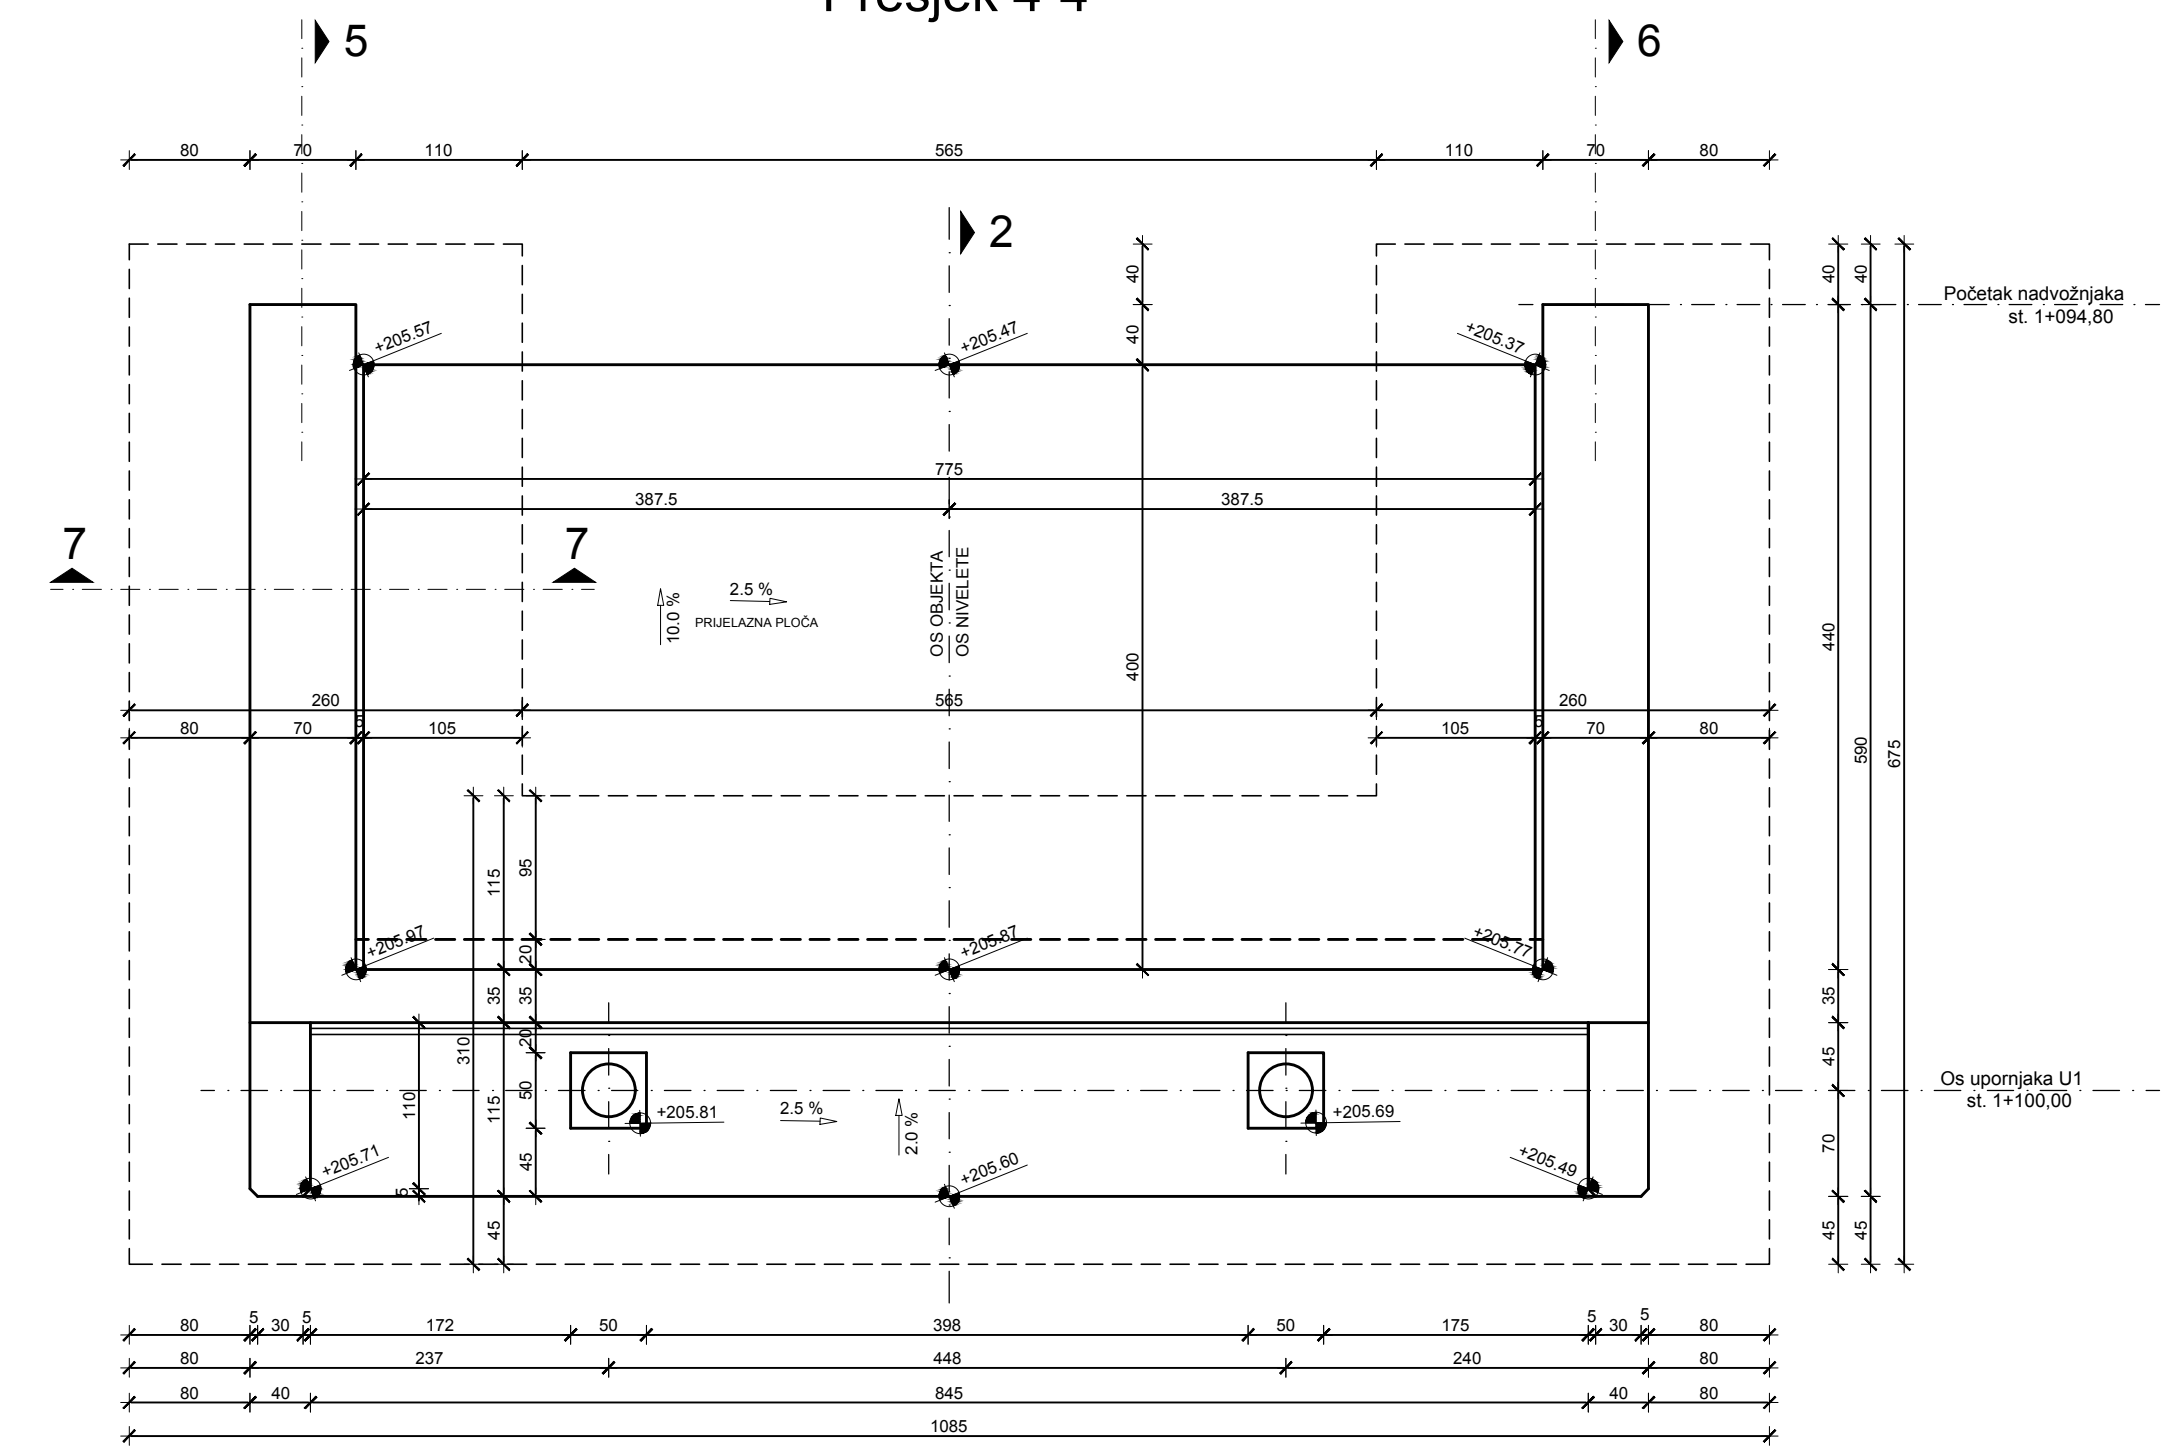 Presjek 4-4
5
6
80 70 110 565 110 70 80
2
40 40 40
Početak nadvožnjaka
st. 1+094,80
+205.57 +205.47 40 +205.37
775
387.5 387.5
7 7
OS OBJEKTA
OS NIVELETE
10.0 %
2.5 %
PRIJELAZNA PLOČA
400
440
590
675
260 565 260
80 70 5 105 105 5 70 80
115 95
+205.97 20 +205.87 +205.77
35 35 35
310 20 45
110 115 50
Os upornjaka U1
st. 1+100,00
+205.81 2.5 % 2.0 % +205.69
70
45
+205.71 5 +205.60 +205.49
45 45 45
80 5 30 5 172 50 398 50 175 5 30 5 80
80 237 448 240 80
80 40 845 40 80
1085